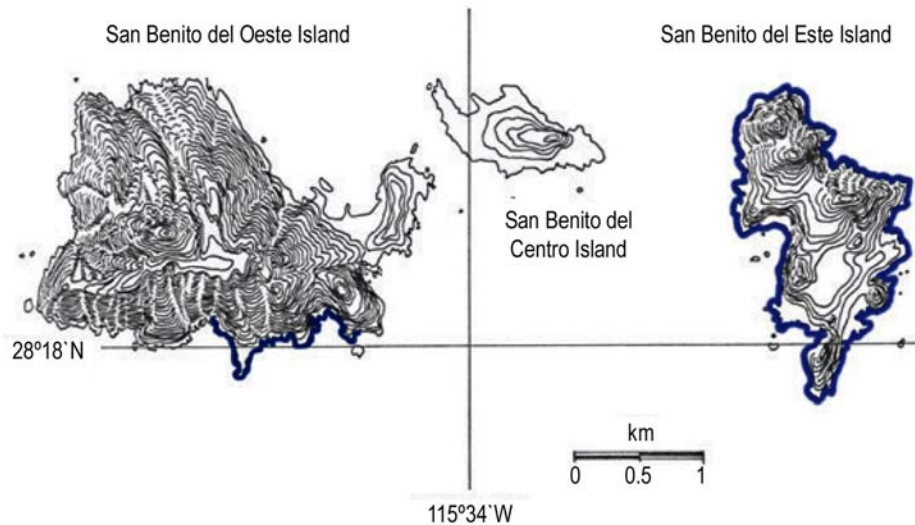 San Benito del Oeste Island
San Benito del Este Island
San Benito del
Centro Island
28º18`N
km
0 0.5 1
115º34`W